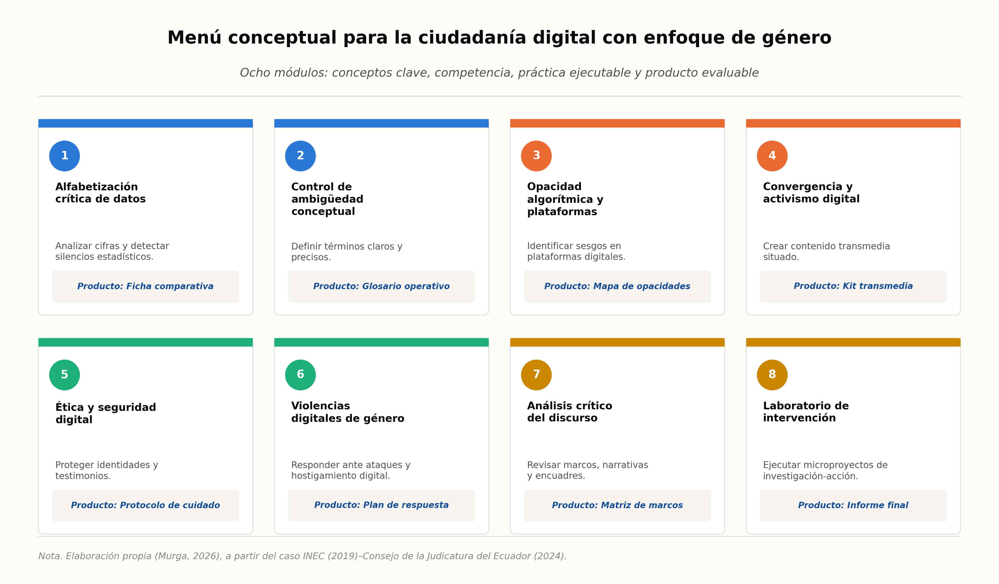 Menú conceptual para la ciudadanía digital con enfoque de género
Ocho módulos: conceptos clave, competencia, práctica ejecutable y producto evaluable
1
Alfabetización
crítica de datos
Analizar cifras y detectar
silencios estadísticos.
Producto: Ficha comparativa
2
Control de
ambigüedad
conceptual
Definir términos claros y
precisos.
Producto: Glosario operativo
3
Opacidad
algorítmica y
plataformas
Identificar sesgos en
plataformas digitales.
Producto: Mapa de opacidades
4
Convergencia y
activismo digital
Crear contenido transmedia
situado.
Producto: Kit transmedia
5
Ética y seguridad
digital
Proteger identidades y
testimonios.
Producto: Protocolo de cuidado
6
Violencias
digitales de género
Responder ante ataques y
hostigamiento digital.
Producto: Plan de respuesta
7
Análisis crítico
del discurso
Revisar marcos, narrativas
y encuadres.
Producto: Matriz de marcos
8
Laboratorio de
intervención
Ejecutar microproyectos de
investigación-acción.
Producto: Informe final
Nota. Elaboración propia (Murga, 2026), a partir del caso INEC (2019)–Consejo de la Judicatura del Ecuador (2024).